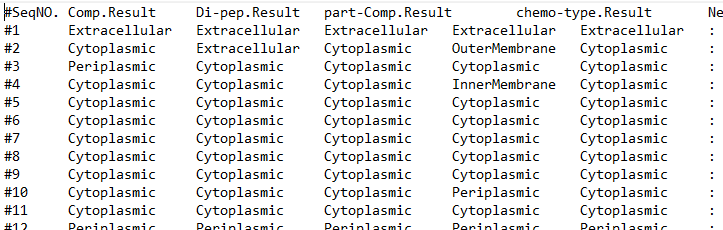 #SeqNO. Comp.Result Di-pep.Result part-Comp.Result chemo-type.Result Ne
#1 Extracellular Extracellular Extracellular Extracellular Extracellular :
#2 Cytoplasmic Extracellular Cytoplasmic OuterMembrane Cytoplasmic :
#3 Periplasmic Cytoplasmic Cytoplasmic Cytoplasmic Cytoplasmic :
#4 Cytoplasmic Cytoplasmic Cytoplasmic InnerMembrane Cytoplasmic :
#5 Cytoplasmic Cytoplasmic Cytoplasmic Cytoplasmic Cytoplasmic :
#6 Cytoplasmic Cytoplasmic Cytoplasmic Cytoplasmic Cytoplasmic :
#7 Cytoplasmic Cytoplasmic Cytoplasmic Cytoplasmic Cytoplasmic :
#8 Cytoplasmic Cytoplasmic Cytoplasmic Cytoplasmic Cytoplasmic :
#9 Cytoplasmic Cytoplasmic Cytoplasmic Cytoplasmic Cytoplasmic :
#10 Cytoplasmic Cytoplasmic Cytoplasmic Periplasmic Cytoplasmic :
#11 Cytoplasmic Cytoplasmic Cytoplasmic Cytoplasmic Cytoplasmic :
#12 Periplasmic Periplasmic Periplasmic Periplasmic Periplasmic :